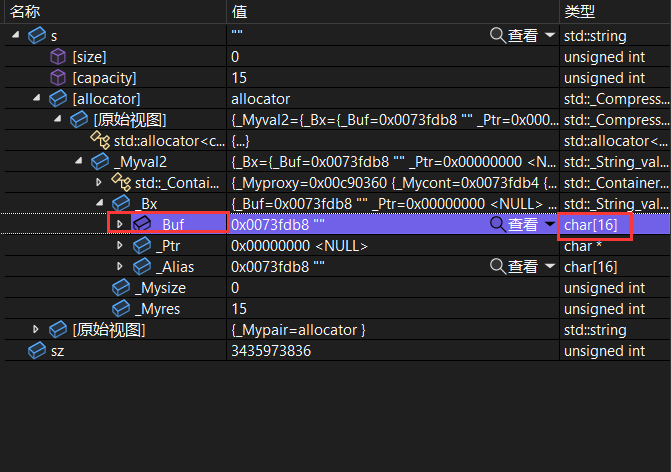 名称 值 类型
s "" 查看 std::string
[size] 0 unsigned int
[capacity] 15 unsigned int
[allocator] allocator std::_Compress...
[原始视图] {_Myval2={_Bx={_Buf=0x0073fdb8 "" _Ptr=0x000... std::_Compress...
std::allocator<c... {...} std::allocator<...
_Myval2 {_Bx={_Buf=0x0073fdb8 "" _Ptr=0x00000000 <N... std::_String_val...
std::_Contai... {_Myproxy=0x00c90360 {_Mycont=0x0073fdb4 {... std::_Container...
_Bx {_Buf=0x0073fdb8 "" _Ptr=0x00000000 <NULL> ... std::_String_val...
_Buf 0x0073fdb8 "" 查看 char[16]
_Ptr 0x00000000 <NULL> char *
_Alias 0x0073fdb8 "" 查看 char[16]
_Mysize 0 unsigned int
_Myres 15 unsigned int
[原始视图] {_Mypair=allocator } std::string
sz 3435973836 unsigned int